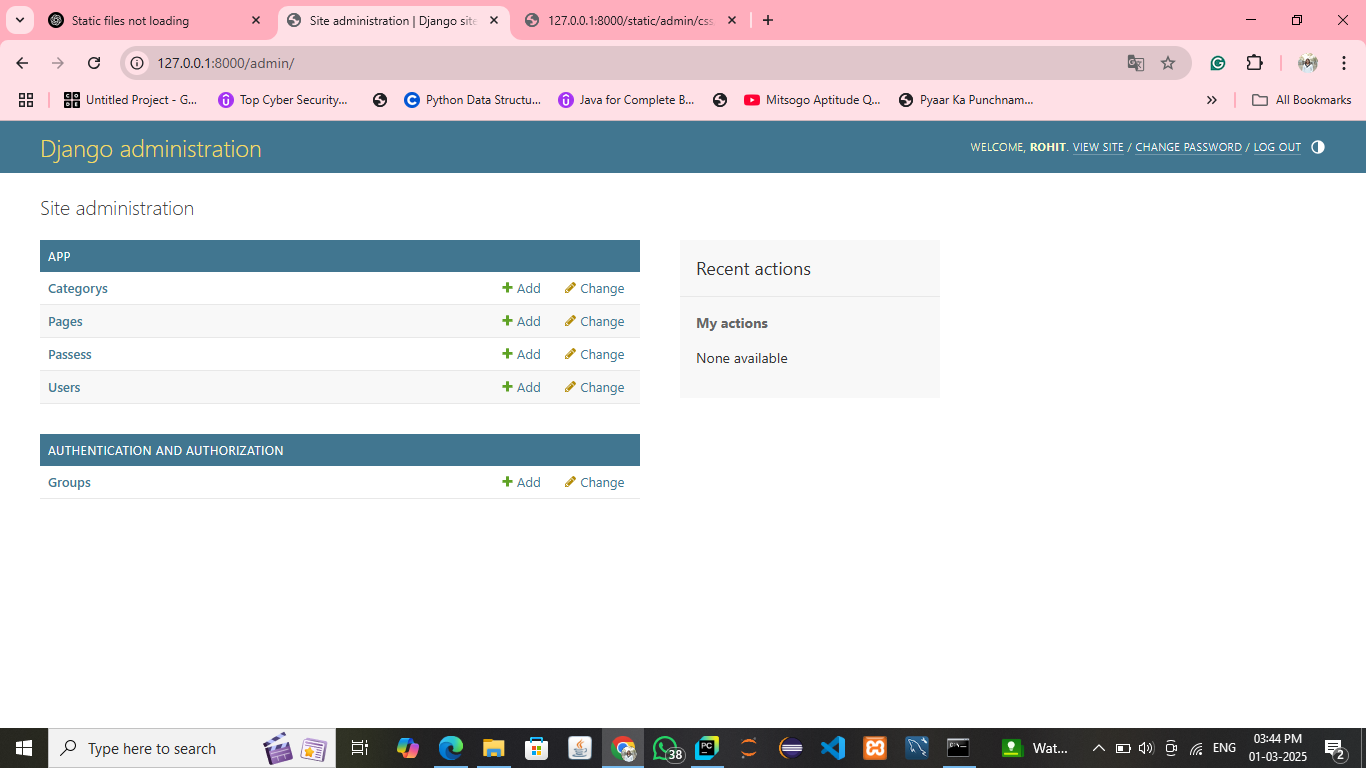 Static files not loading
Site administration | Django site
127.0.0.1:8000/static/admin/css
127.0.0.1:8000/admin/
Untitled Project - G...
Top Cyber Security...
Python Data Structu...
Java for Complete B...
Mitsogo Aptitude Q...
Pyaar Ka Punchnam...
All Bookmarks
Django administration
WELCOME, ROHIT. VIEW SITE / CHANGE PASSWORD / LOG OUT
Site administration
APP
Categorys Add Change
Pages Add Change
Passess Add Change
Users Add Change
AUTHENTICATION AND AUTHORIZATION
Groups Add Change
Recent actions
My actions
None available
Type here to search
PC
38
Wat...
ENG
03:44 PM
01-03-2025
2